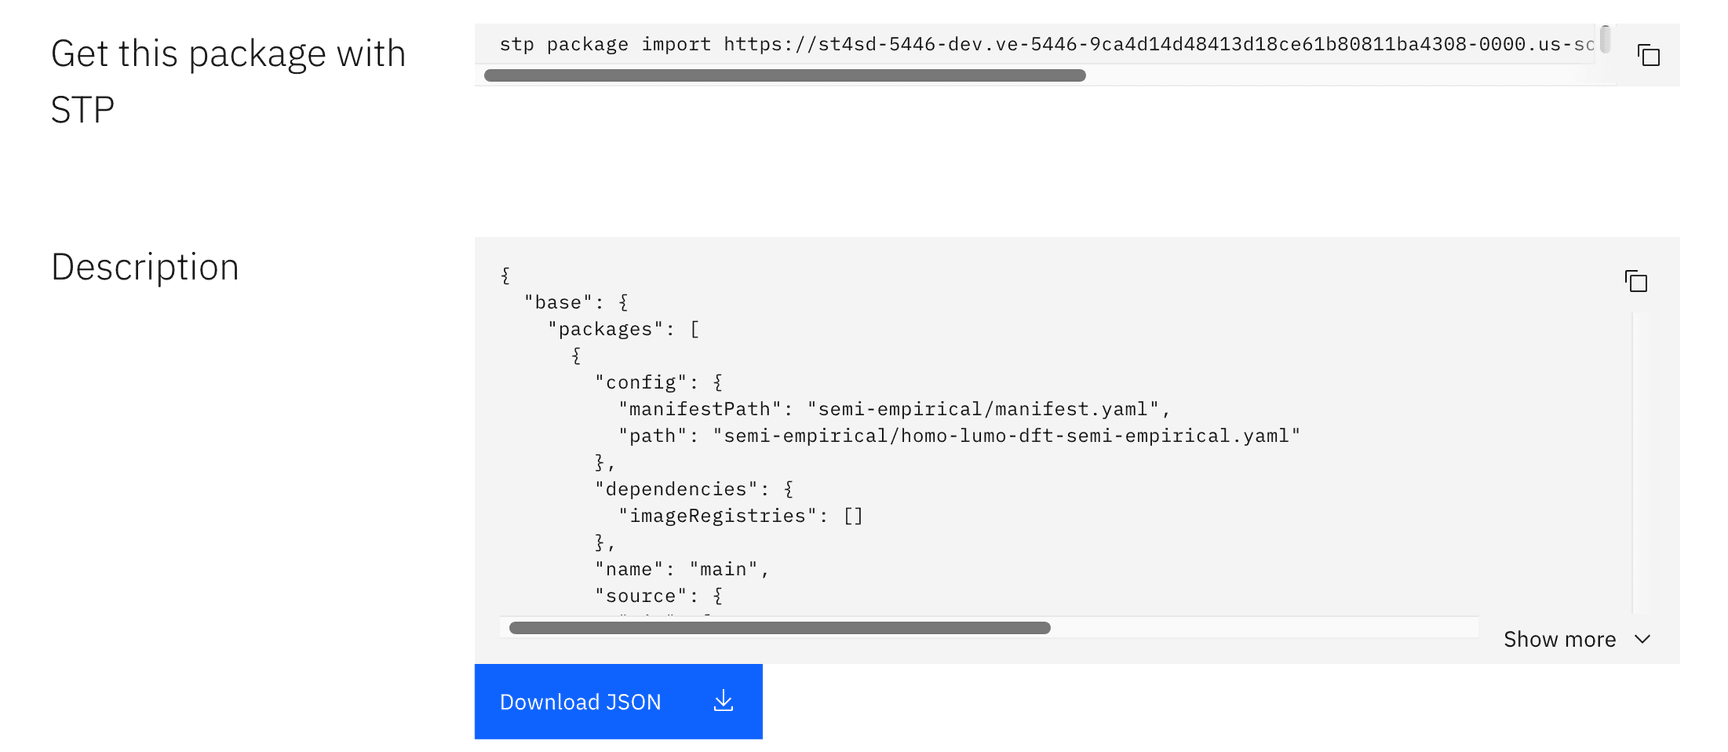 Get this package with
STP
stp package import https://st4sd-5446-dev.ve-5446-9ca4d14d48413d18ce61b80811ba4308-0000.us-so
Description
{
"base": {
"packages": [
{
"config": {
"manifestPath": "semi-empirical/manifest.yaml",
"path": "semi-empirical/homo-lumo-dft-semi-empirical.yaml"
},
"dependencies": {
"imageRegistries": []
},
"name": "main",
"source": {
Show more
Download JSON